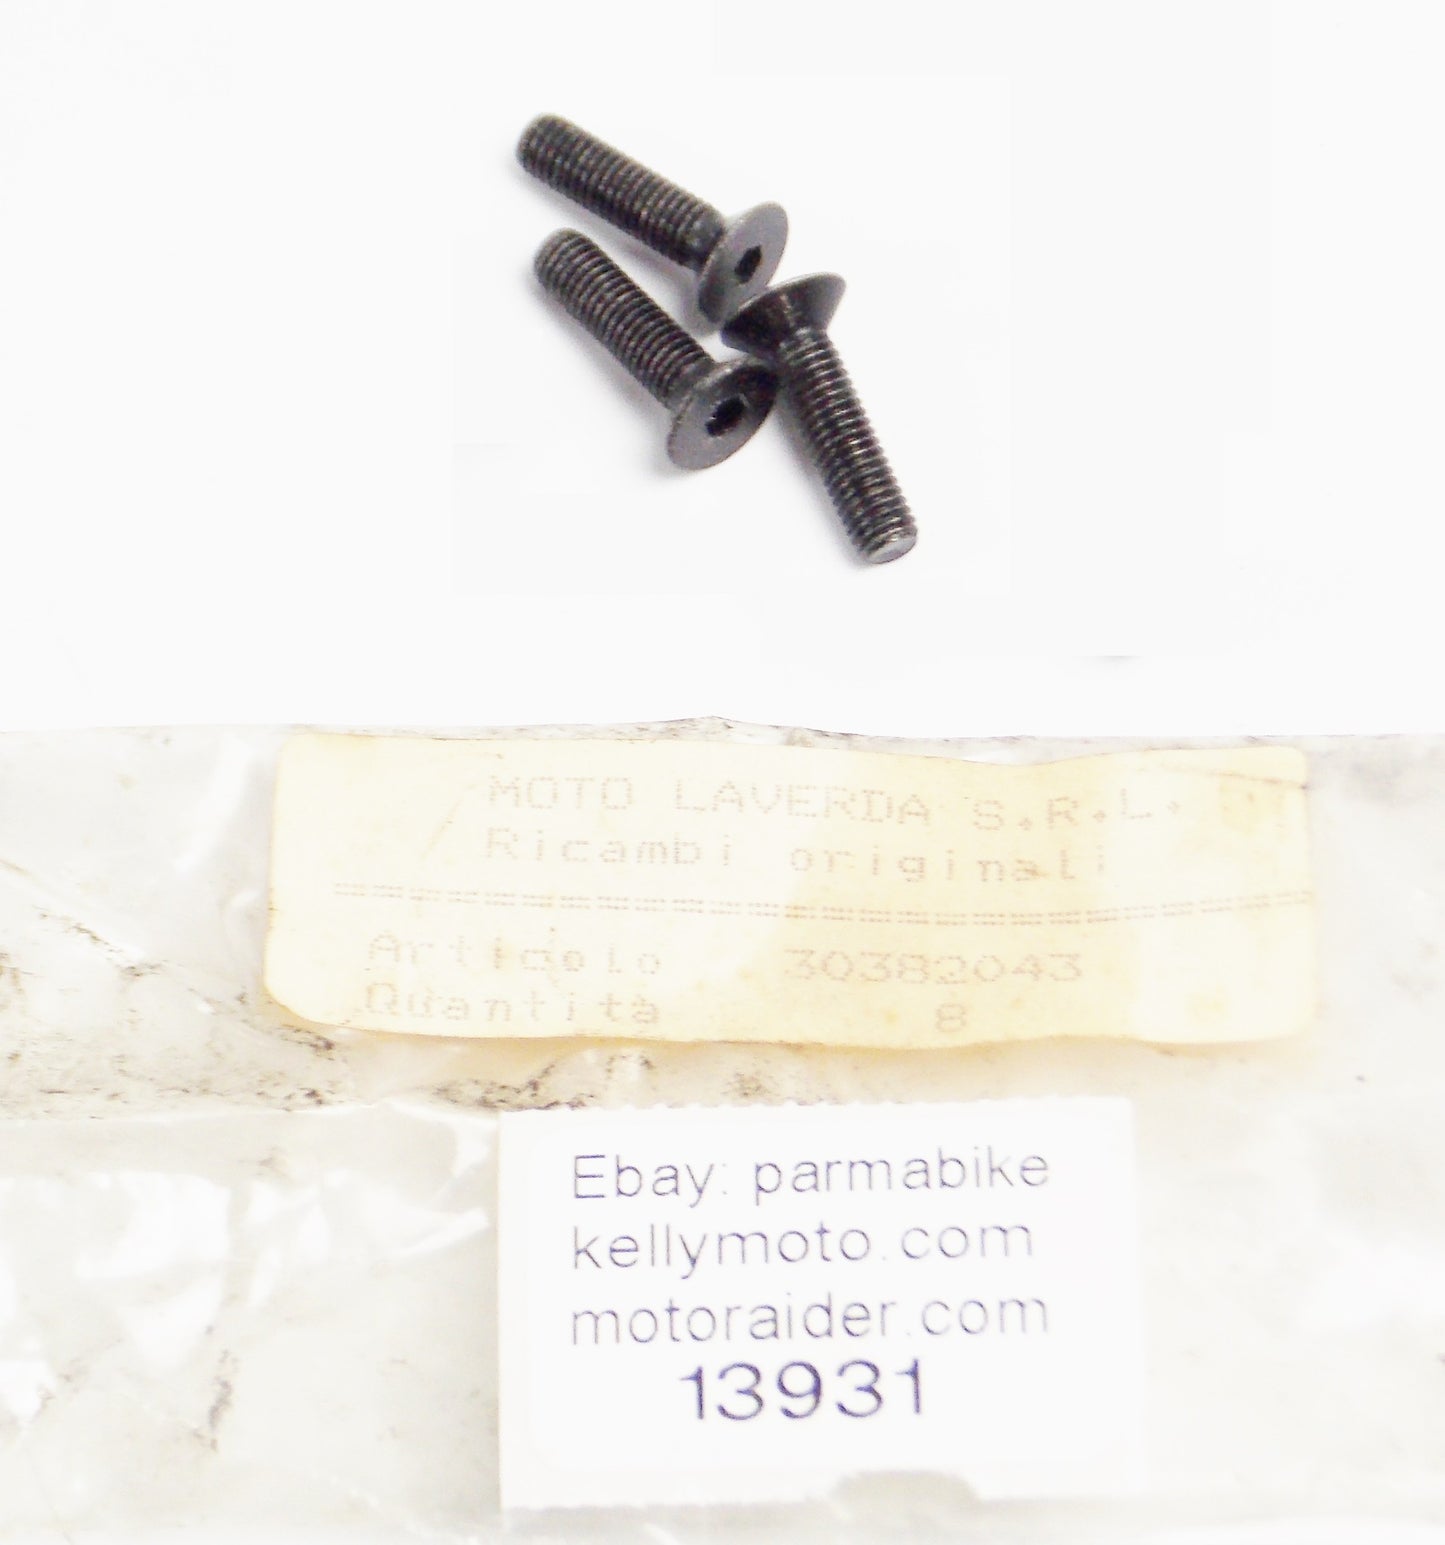 MOTO LAVERDA S.R.L.
Ricambi originali
Articolo 30382043
Quantità 8
Ebay: parmabike
kellymoto.com
motoraider.com
13931